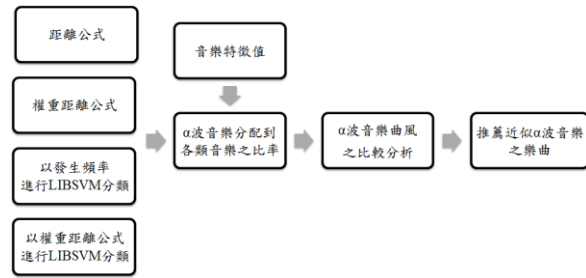 距離公式
權重距離公式
以發生頻率
進行LIBSVM分類
以權重距離公式
進行LIBSVM分類
音樂特徵值
α波音樂分配到
各類音樂之比率
α波音樂曲風
之比較分析
推薦近似α波音樂
之樂曲